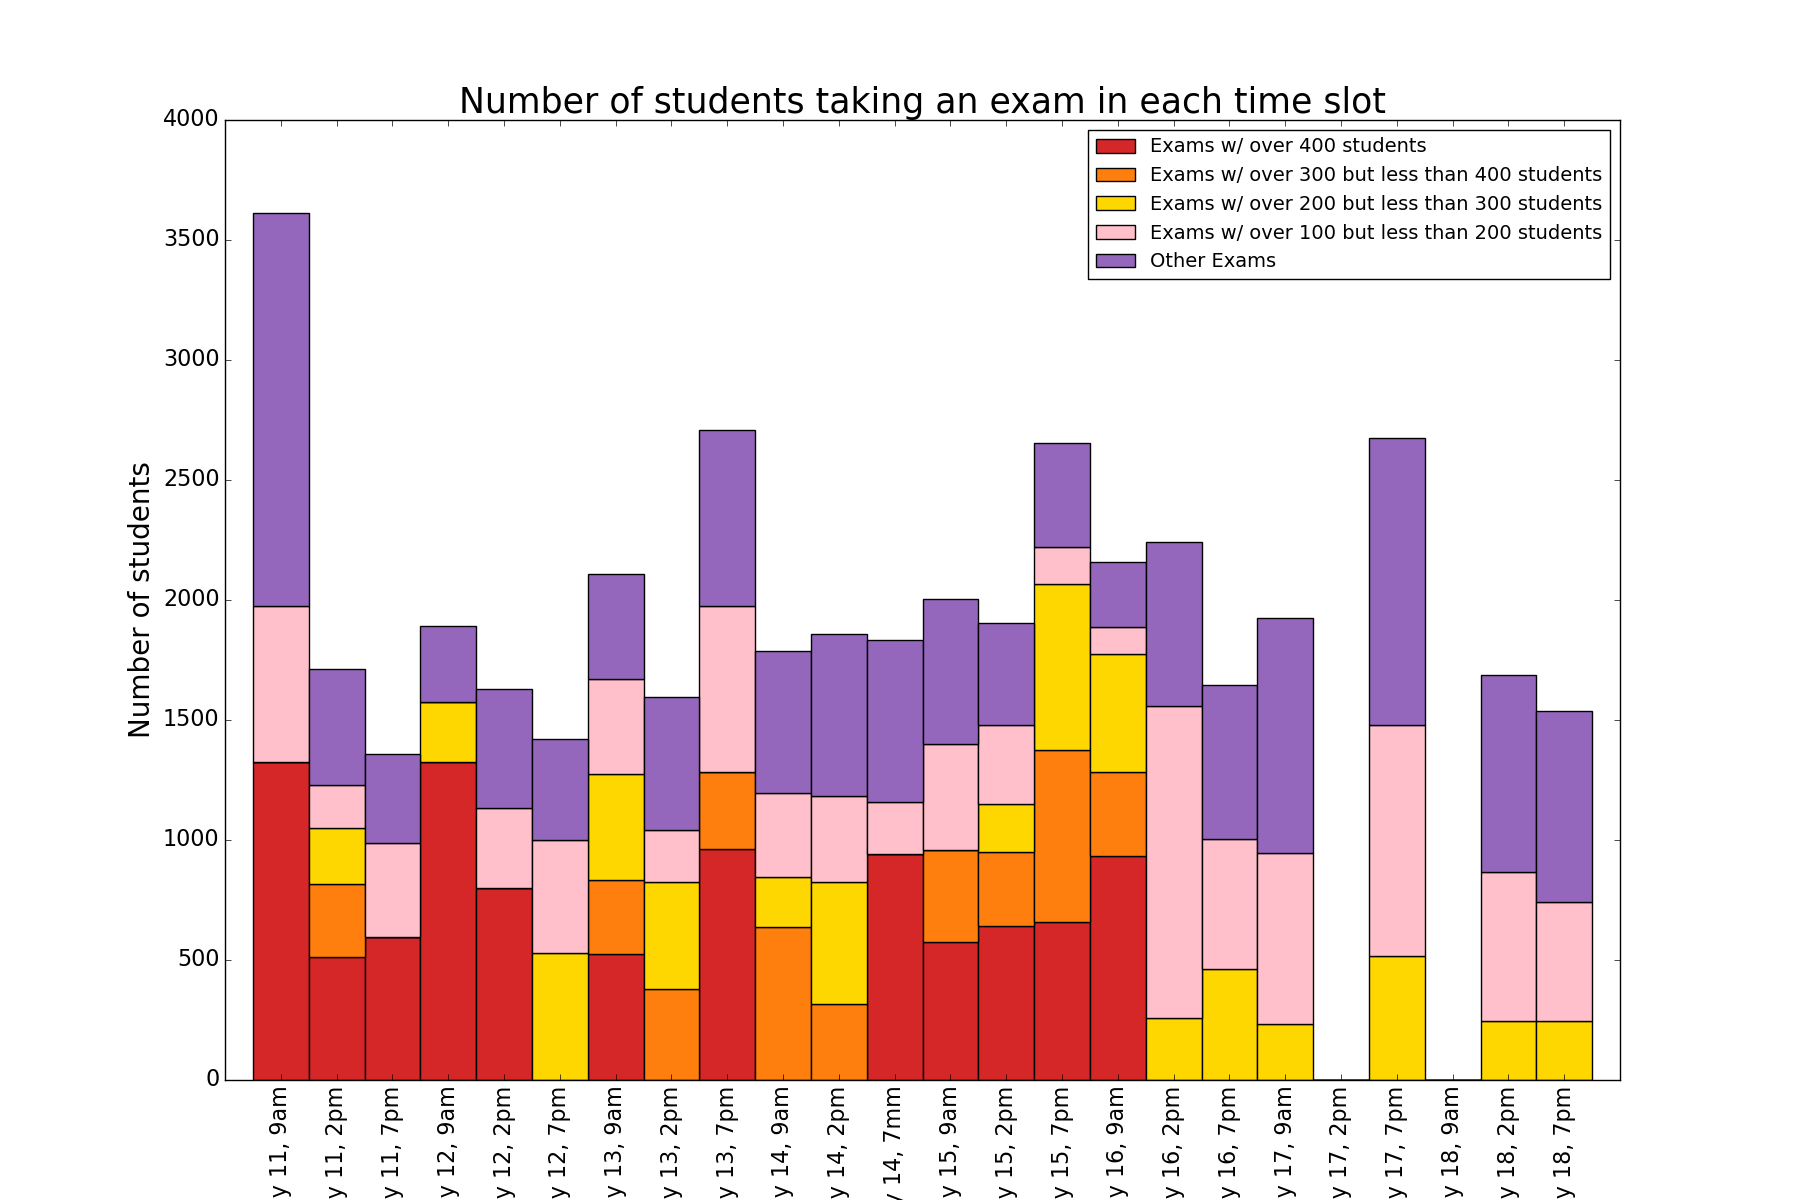 Number of students taking an exam in each time slot
Exams w/ over 400 students
Exams w/ over 300 but less than 400 students
Exams w/ over 200 but less than 300 students
Exams w/ over 100 but less than 200 students
Other Exams
Number of students
4000
3500
3000
2500
2000
1500
1000
500
0
y 11, 9am
y 11, 2pm
y 11, 7pm
y 12, 9am
y 12, 2pm
y 12, 7pm
y 13, 9am
y 13, 2pm
y 13, 7pm
y 14, 9am
y 14, 2pm
y 14, 7mm
y 15, 9am
y 15, 2pm
y 15, 7pm
y 16, 9am
y 16, 2pm
y 16, 7pm
y 17, 9am
y 17, 2pm
y 17, 7pm
y 18, 9am
y 18, 2pm
y 18, 7pm